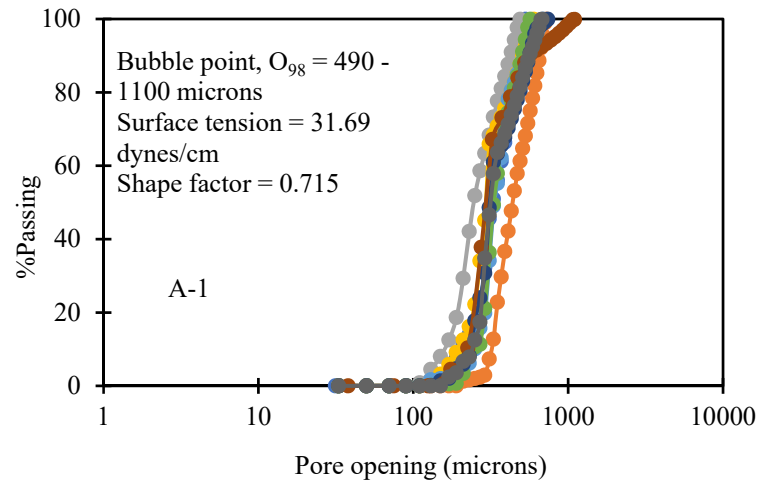 100
80
60
40
20
0
%Passing
Bubble point, O98 = 490 -
1100 microns
Surface tension = 31.69
dynes/cm
Shape factor = 0.715
A-1
1 10 100 1000 10000
Pore opening (microns)